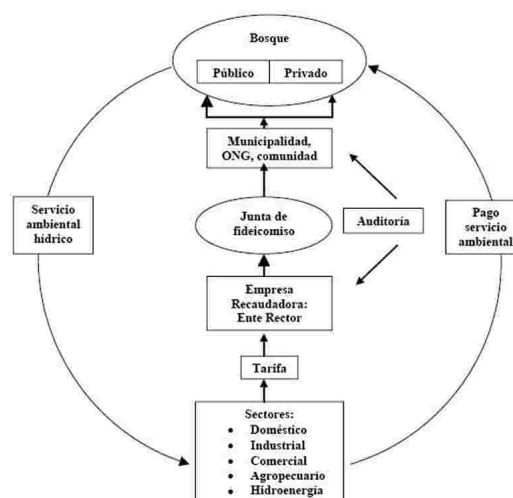 Bosque
Público Privado
Municipalidad,
ONG, comunidad
Servicio
ambiental
hídrico
Junta de
fideicomiso
Auditoría
Pago
servicio
ambiental
Empresa
Recaudadora:
Ente Rector
Tarifa
Sectores:
• Doméstico
• Industrial
• Comercial
• Agropecuario
• Hidroenergía